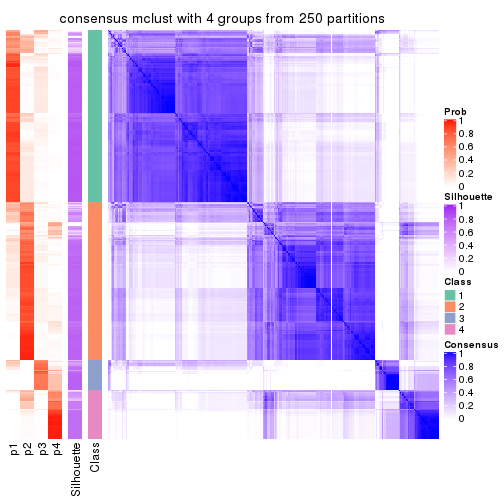 consensus mclust with 4 groups from 250 partitions
Prob
1
0.8
0.6
0.4
0.2
0
Silhouette
1
0.8
0.6
0.4
0.2
0
Class
1
2
3
4
Consensus
1
0.8
0.6
0.4
0.2
0
p1
p2
p3
p4
Silhouette
Class